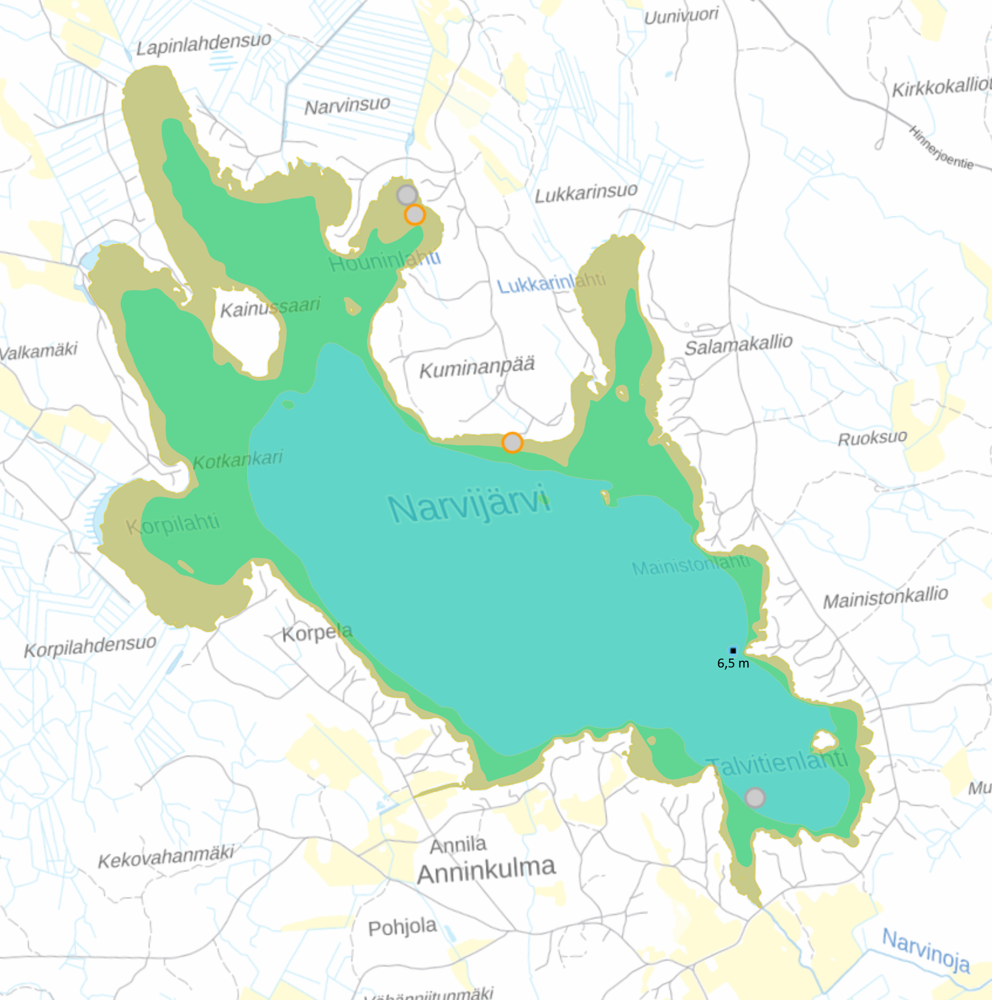 Uunivuori
Lapinlahdensuo
Kirkkokalliot
Narvinsuo
Hinnerjoentie
Lukkarinsuo
Houninlahti
Lukkarinlahti
Kainussaari
Salamakallio
Valkamäki
Kuminanpää
Ruoksuo
Kotkankari
Narvijärvi
Korpilahti
Mainistonlahti
Mainistonkallio
Korpela
Korpilahdensuo
6,5 m
Talvitienlahti
Mu
Annila
Kekovahanmäki
Anninkulma
Pohjola
Narvinoja